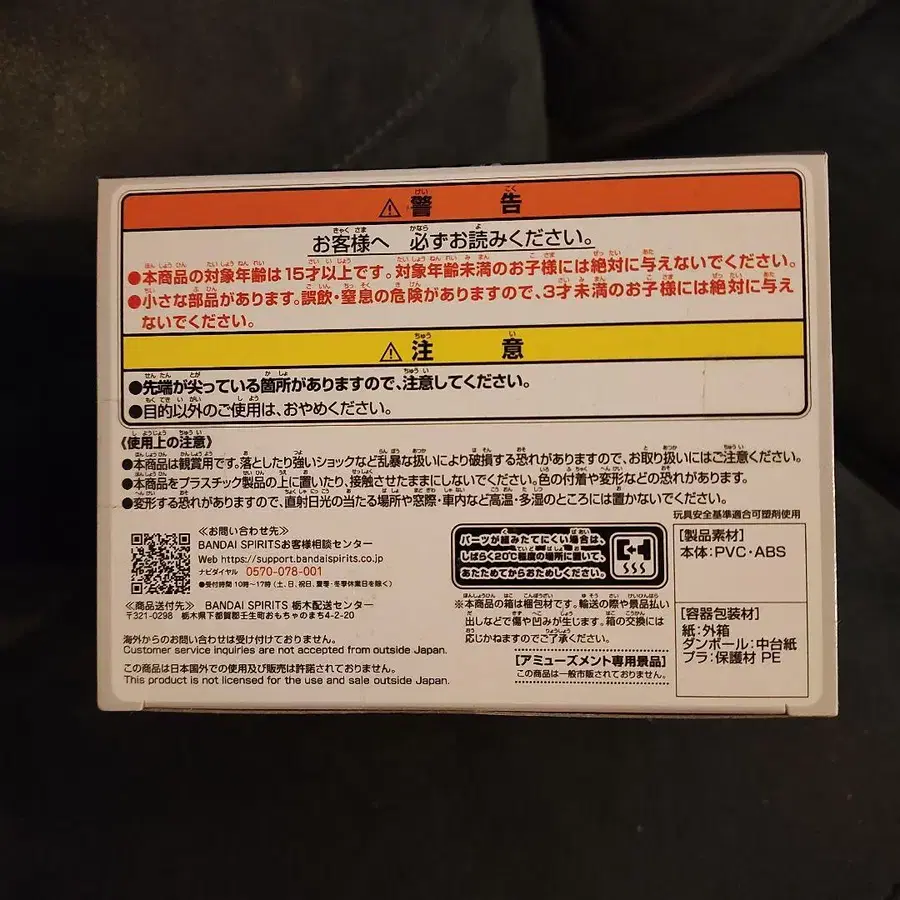 ⚠警告
お客様へ 必ずお読みください。
●本商品の対象年齢は15才以上です。対象年齢未満のお子様には絶対に与えないでください。
●小さな部品があります。誤飲・窒息の危険がありますので、3才未満のお子様には絶対に与え
ないでください。
⚠注意
●先端が尖っている箇所がありますので、注意してください。
●目的以外のご使用は、おやめください。
《使用上の注意》
●本商品は観賞用です。落としたり強いショックなど乱暴な扱いにより破損する恐れがありますので、お取り扱いにはご注意ください。
●本商品をプラスチック製品の上に置いたり、接触させたままにしないでください。色の付着や変形などの恐れがあります。
●変形する恐れがありますので、直射日光の当たる場所や窓際・車内など高温・多湿のところには置かないでください。
玩具安全基準適合可塑剤使用
≪お問い合わせ先≫
BANDAI SPIRITSお客様相談センター
Web https://support.bandaispirits.co.jp
ナビダイヤル 0570-078-001
●受付時間 10時〜17時(土、日、祝日、夏季・冬季休業日を除く)
≪商品送付先≫ BANDAI SPIRITS 栃木配送センター
〒321-0298 栃木県下都賀郡壬生町おもちゃのまち4-2-20
海外からのお問い合わせは受け付けておりません。
Customer service inquiries are not accepted from outside Japan.
この商品は日本国外での使用及び販売は許諾されておりません。
This product is not licensed for the use and sale outside Japan.
パーツが組みたてにくい場合は、
しばらく20℃程度の場所に置いて、
あたためてからおためしください。
※本商品の箱は梱包材です。輸送の際や景品払い
出しなどで傷や凹みが生じます。箱の交換には
応じかねますのでご了承ください。
[アミューズメント専用景品]
この商品は一般市販されておりません。
[製品素材]
本体:PVC・ABS
[容器包装材]
紙:外箱
ダンボール:中台紙
プラ:保護材 PE